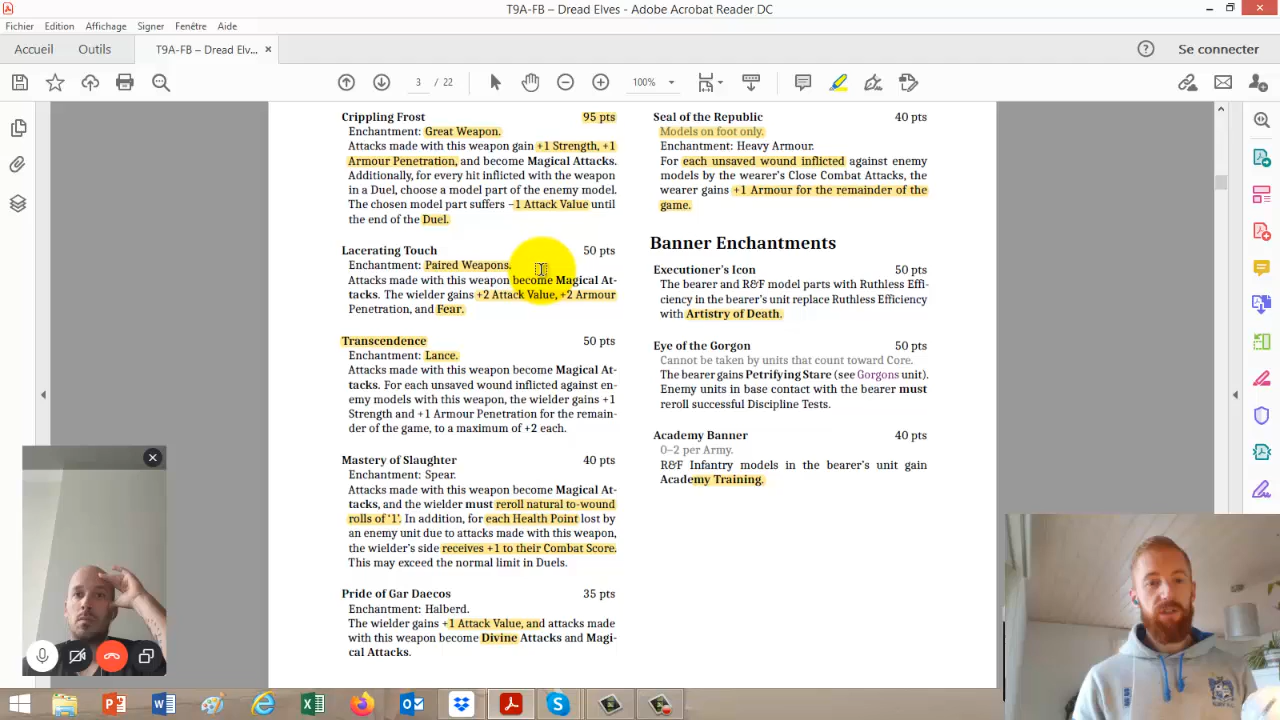 T9A-FB – Dread Elves - Adobe Acrobat Reader DC
Fichier Edition Affichage Signer Fenêtre Aide
Accueil Outils T9A-FB – Dread Elv... × Se connecter
3 / 22 100%
Crippling Frost 95 pts
Enchantment: Great Weapon.
Attacks made with this weapon gain +1 Strength, +1
Armour Penetration, and become Magical Attacks.
Additionally, for every hit inflicted with the weapon
in a Duel, choose a model part of the enemy model.
The chosen model part suffers –1 Attack Value until
the end of the Duel.
Lacerating Touch 50 pts
Enchantment: Paired Weapons.
Attacks made with this weapon become Magical At-
tacks. The wielder gains +2 Attack Value, +2 Armour
Penetration, and Fear.
Transcendence 50 pts
Enchantment: Lance.
Attacks made with this weapon become Magical At-
tacks. For each unsaved wound inflicted against en-
emy models with this weapon, the wielder gains +1
Strength and +1 Armour Penetration for the remain-
der of the game, to a maximum of +2 each.
Mastery of Slaughter 40 pts
Enchantment: Spear.
Attacks made with this weapon become Magical At-
tacks, and the wielder must reroll natural to-wound
rolls of ‘1’. In addition, for each Health Point lost by
an enemy unit due to attacks made with this weapon,
the wielder’s side receives +1 to their Combat Score.
This may exceed the normal limit in Duels.
Pride of Gar Daecos 35 pts
Enchantment: Halberd.
The wielder gains +1 Attack Value, and attacks made
with this weapon become Divine Attacks and Magi-
cal Attacks.
Seal of the Republic 40 pts
Models on foot only.
Enchantment: Heavy Armour.
For each unsaved wound inflicted against enemy
models by the wearer’s Close Combat Attacks, the
wearer gains +1 Armour for the remainder of the
game.
Banner Enchantments
Executioner’s Icon 50 pts
The bearer and R&F model parts with Ruthless Effi-
ciency in the bearer’s unit replace Ruthless Efficiency
with Artistry of Death.
Eye of the Gorgon 50 pts
Cannot be taken by units that count toward Core.
The bearer gains Petrifying Stare (see Gorgons unit).
Enemy units in base contact with the bearer must
reroll successful Discipline Tests.
Academy Banner 40 pts
0–2 per Army.
R&F Infantry models in the bearer’s unit gain
Academy Training.